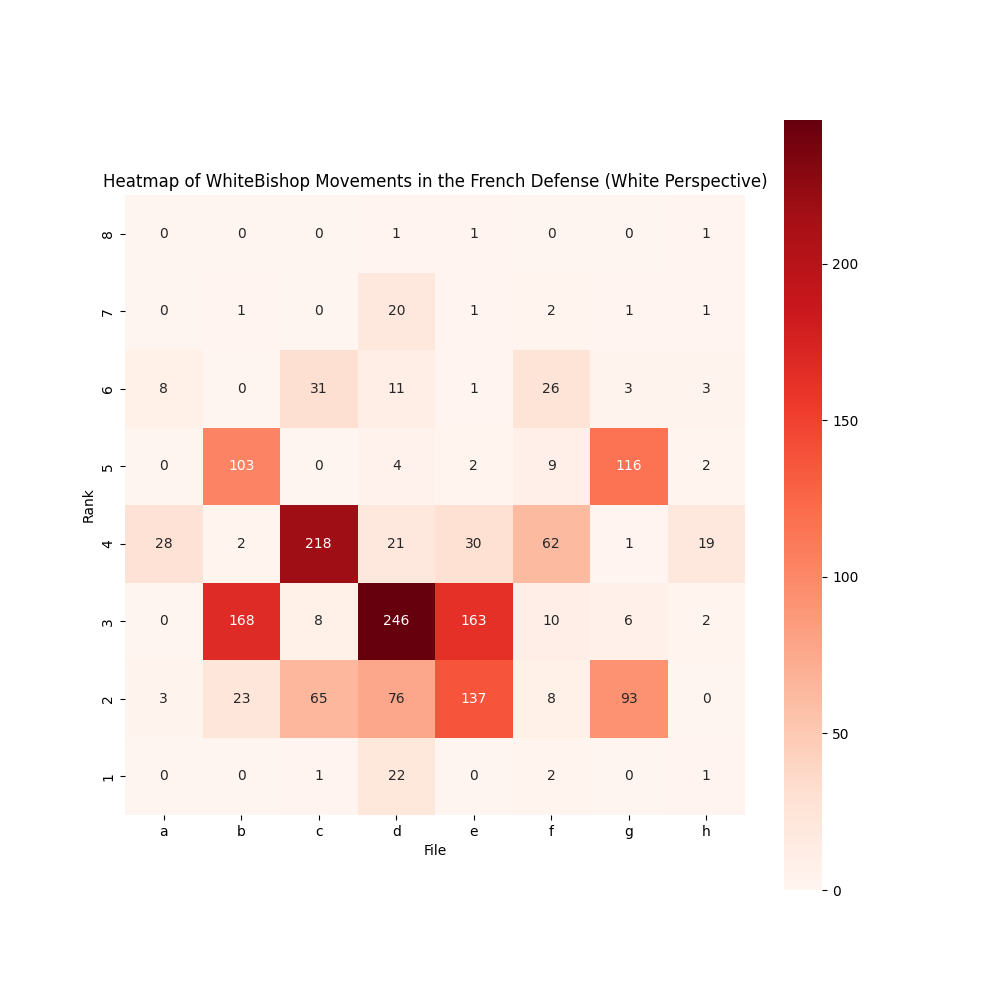 Heatmap of WhiteBishop Movements in the French Defense (White Perspective)
8 0 0 0 1 1 0 0 1
7 0 1 0 20 1 2 1 1
6 8 0 31 11 1 26 3 3
5 0 103 0 4 2 9 116 2
4 28 2 218 21 30 62 1 19
3 0 168 8 246 163 10 6 2
2 3 23 65 76 137 8 93 0
1 0 0 1 22 0 2 0 1
a b c d e f g h
Rank
File
200
150
100
50
0